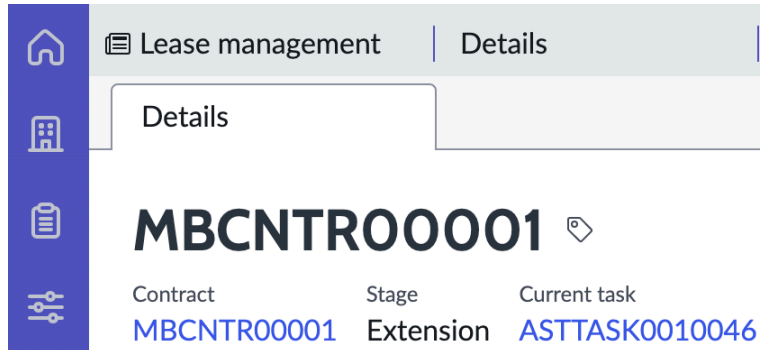 Lease management Details
Details
MBCNTR00001
Contract Stage Current task
MBCNTR00001 Extension ASTTASK0010046